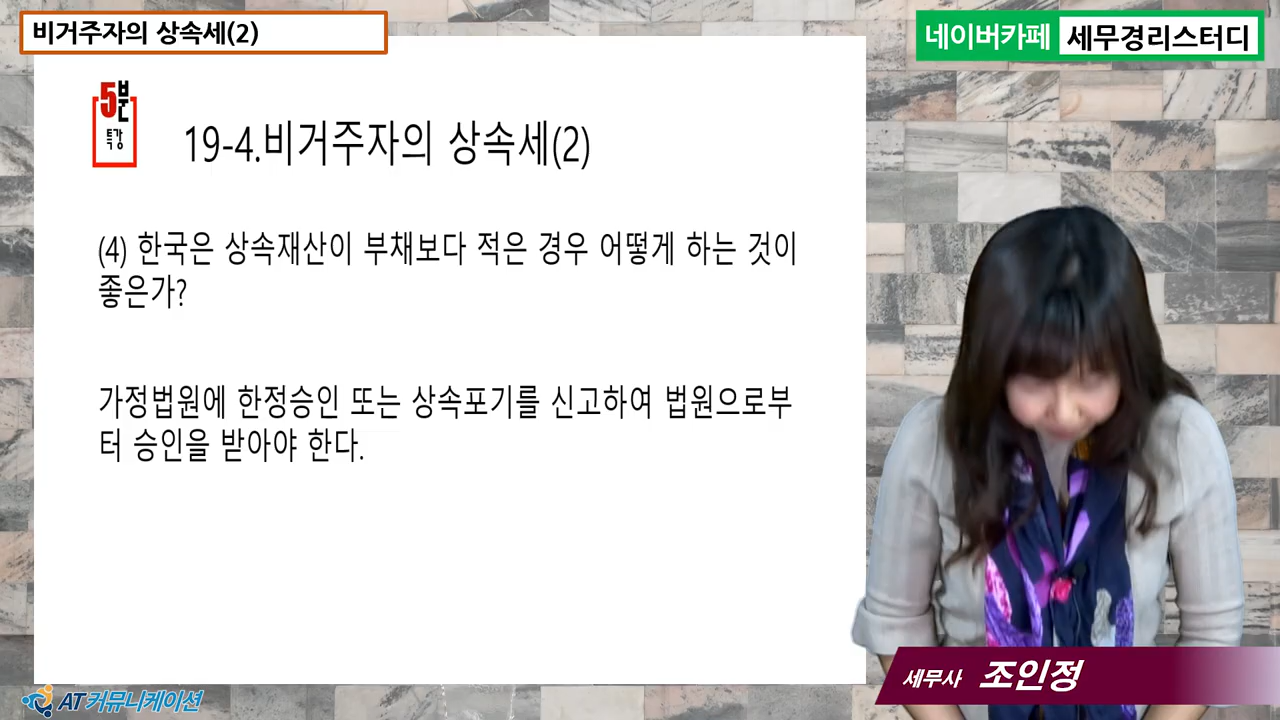 비거주자의 상속세(2)
네이버카페 세무경리스터디
5분
특강
19-4.비거주자의 상속세(2)
(4) 한국은 상속재산이 부채보다 적은 경우 어떻게 하는 것이
좋은가?
가정법원에 한정승인 또는 상속포기를 신고하여 법원으로부
터 승인을 받아야 한다.
세무사 조인정
AT커뮤니케이션